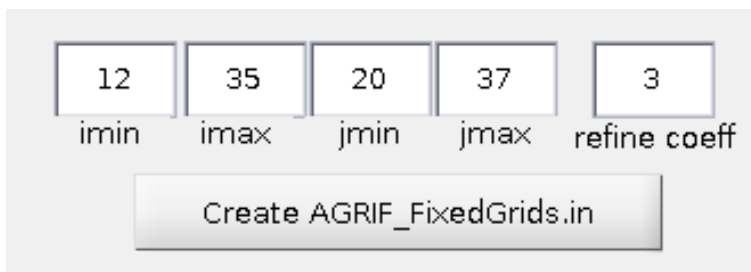 12 35 20 37 3
imin imax jmin jmax refine coeff
Create AGRIF_FixedGrids.in